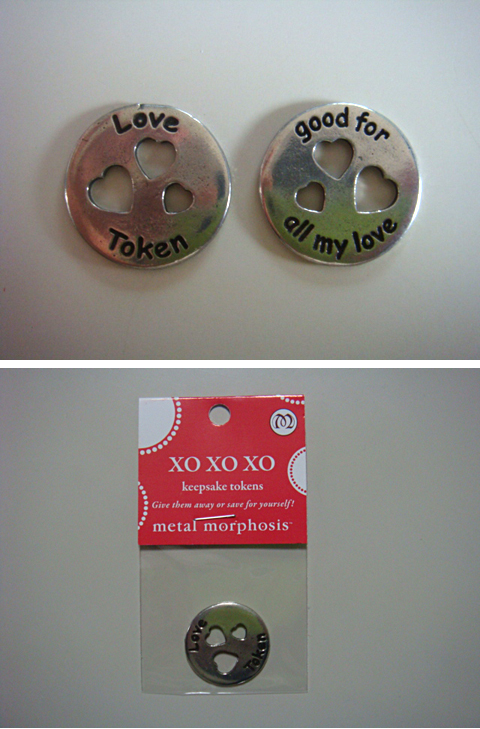 Love
Token
good for
all my love
XO XO XO
keepsake tokens
Give them away or save for yourself!
metal morphosis™
Love
Token